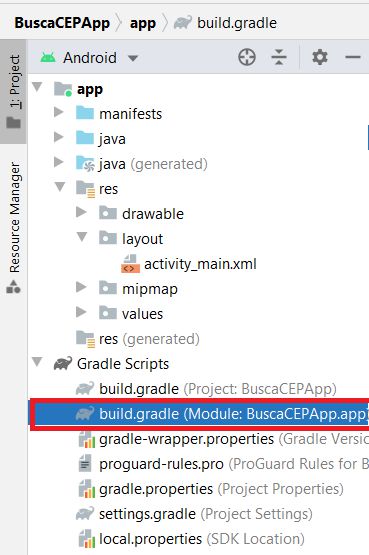 BuscaCEPApp > app > build.gradle
Android
1: Project
Resource Manager
app
manifests
java
java (generated)
res
drawable
layout
activity_main.xml
mipmap
values
res (generated)
Gradle Scripts
build.gradle (Project: BuscaCEPApp)
build.gradle (Module: BuscaCEPApp.app)
gradle-wrapper.properties (Gradle Versio
proguard-rules.pro (ProGuard Rules for B
gradle.properties (Project Properties)
settings.gradle (Project Settings)
local.properties (SDK Location)